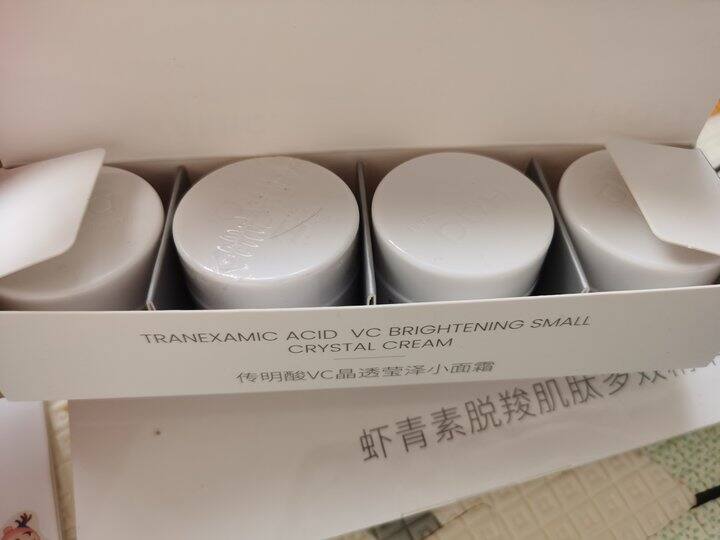 TRANEXAMIC ACID VC BRIGHTENING SMALL
CRYSTAL CREAM
传明酸VC晶透莹泽小面霜
虾青素脱羧肌肽多效